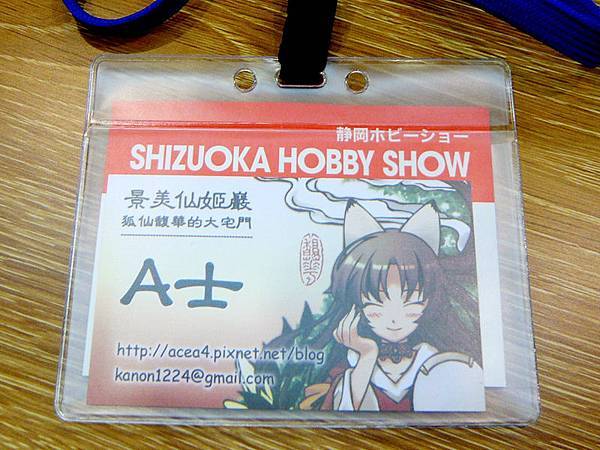 静岡ホビーショー
SHIZUOKA HOBBY SHOW
景美仙姬巖
狐仙馥華的大宅門
A士
http://acea4.pixnet.net/blog
kanon1224@gmail.com